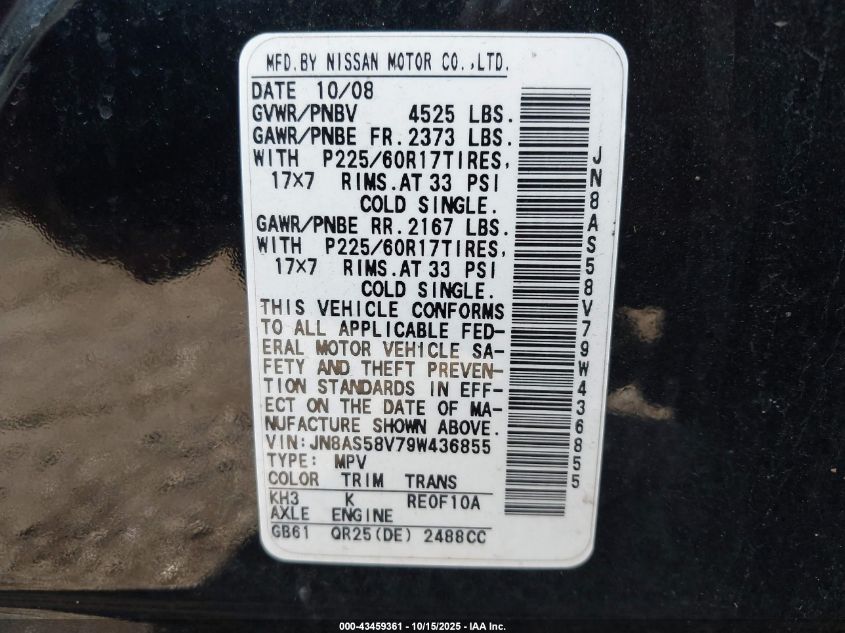 MFD.BY NISSAN MOTOR CO.,LTD.
DATE 10/08
GVWR/PNBV 4525 LBS.
GAWR/PNBE FR.2373 LBS.
WITH P225/60R17TIRES,
17×7 RIMS.AT 33 PSI
COLD SINGLE.
GAWR/PNBE RR.2167 LBS.
WITH P225/60R17TIRES,
17×7 RIMS.AT 33 PSI
COLD SINGLE.
THIS VEHICLE CONFORMS
TO ALL APPLICABLE FED-
ERAL MOTOR VEHICLE SA-
FETY AND THEFT PREVEN-
TION STANDARDS IN EFF-
ECT ON THE DATE OF MA-
NUFACTURE SHOWN ABOVE.
VIN:JN8AS58V79W436855
TYPE: MPV
COLOR TRIM TRANS
KH3 K RE0F10A
AXLE ENGINE
GB61 QR25(DE) 2488CC
JN8AS58V79W436855
000-43459361 - 10/15/2025 - IAA Inc.